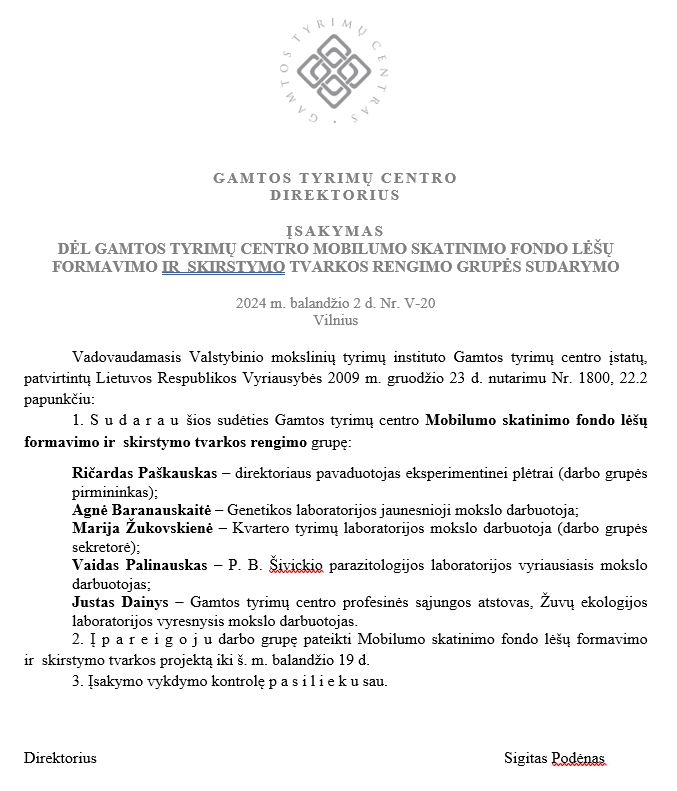 GAMTOS TYRIMŲ CENTRAS
GAMTOS TYRIMŲ CENTRO
DIREKTORIUS
ĮSAKYMAS
DĖL GAMTOS TYRIMŲ CENTRO MOBILUMO SKATINIMO FONDO LĖŠŲ
FORMAVIMO IR  SKIRSTYMO TVARKOS RENGIMO GRUPĖS SUDARYMO
2024 m. balandžio 2 d. Nr. V-20
Vilnius
Vadovaudamasis Valstybinio mokslinių tyrimų instituto Gamtos tyrimų centro įstatų,
patvirtintų Lietuvos Respublikos Vyriausybės 2009 m. gruodžio 23 d. nutarimu Nr. 1800, 22.2
papunkčiu:
1. S u d a r a u šios sudėties Gamtos tyrimų centro Mobilumo skatinimo fondo lėšų
formavimo ir  skirstymo tvarkos rengimo grupę:
Ričardas Paškauskas – direktoriaus pavaduotojas eksperimentinei plėtrai (darbo grupės
pirmininkas);
Agnė Baranauskaitė – Genetikos laboratorijos jaunesnioji mokslo darbuotoja;
Marija Žukovskienė – Kvartero tyrimų laboratorijos mokslo darbuotoja (darbo grupės
sekretorė);
Vaidas Palinauskas – P. B. Šivickio parazitologijos laboratorijos vyriausiasis mokslo
darbuotojas;
Justas Dainys – Gamtos tyrimų centro profesinės sąjungos atstovas, Žuvų ekologijos
laboratorijos vyresnysis mokslo darbuotojas.
2. Į p a r e i g o j u darbo grupę pateikti Mobilumo skatinimo fondo lėšų formavimo
ir  skirstymo tvarkos projektą iki š. m. balandžio 19 d.
3. Įsakymo vykdymo kontrolę p a s i l i e k u sau.
Direktorius Sigitas Podėnas